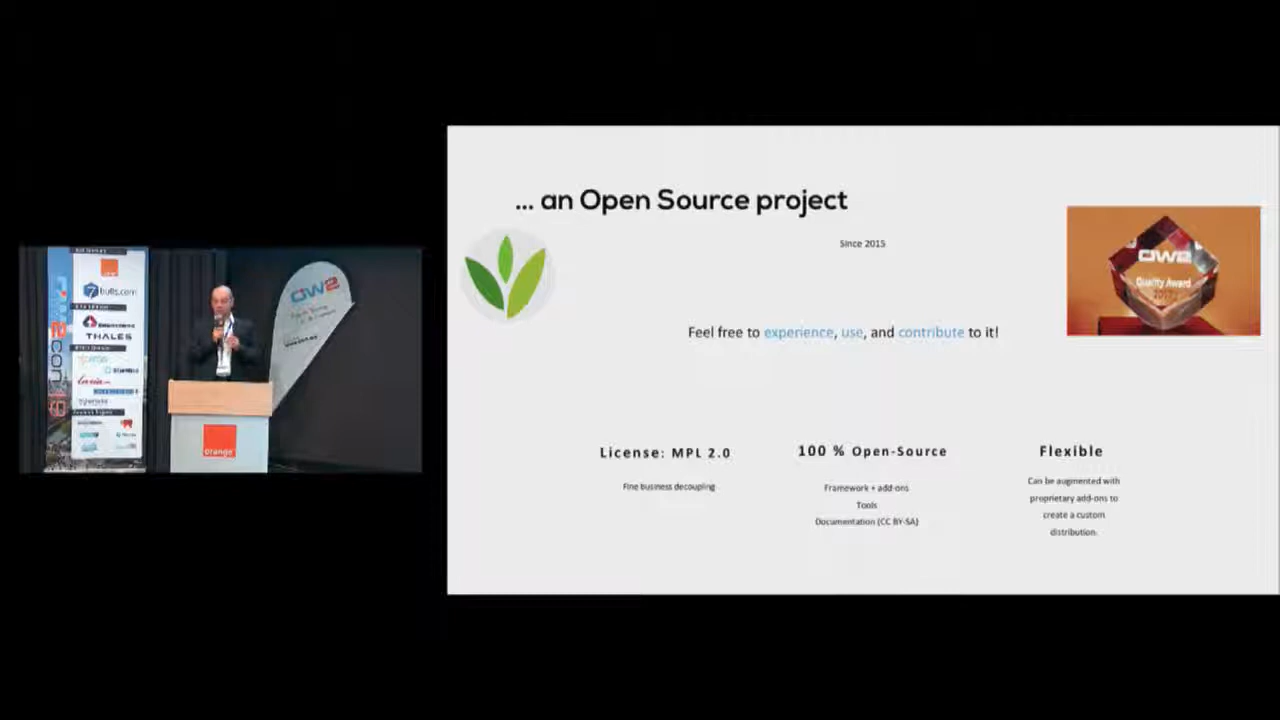 ... an Open Source project
Since 2015
OW2
Quality Award
Feel free to experience, use, and contribute to it!
License: MPL 2.0
Fine business decoupling
100 % Open-Source
Framework + add-ons
Tools
Documentation (CC BY-SA)
Flexible
Can be augmented with
proprietary add-ons to
create a custom
distribution.
bulls.com
THALES
OW2
orange